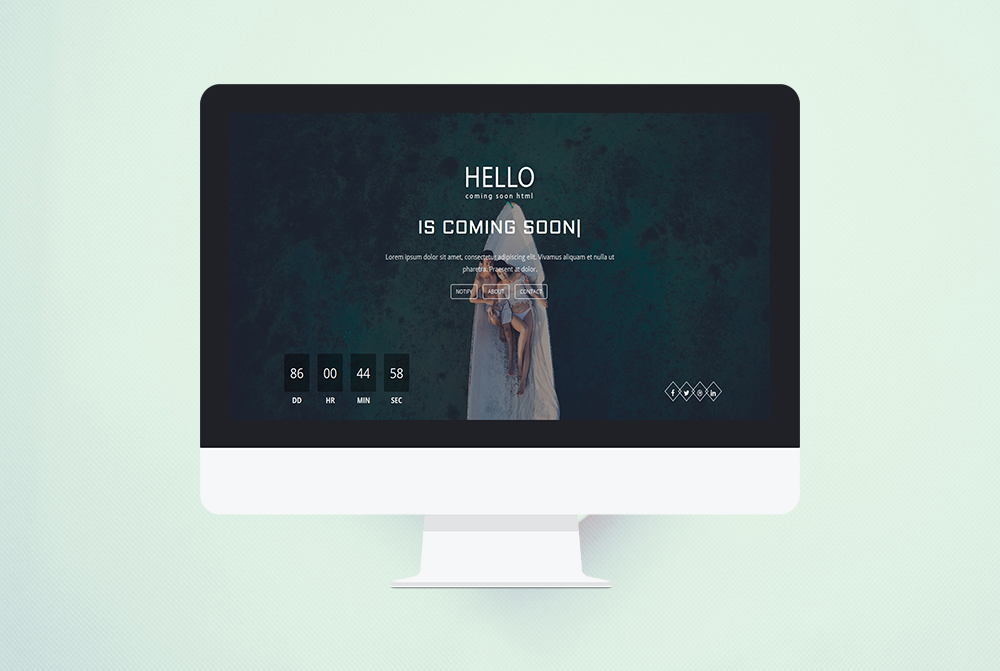 HELLO
coming soon html
IS COMING SOON|
Lorem ipsum dolor sit amet, consectetur adipiscing elit. Vivamus aliquam et nulla ut
pharetra. Praesent at dolor.
NOTIFY ABOUT CONTACT
86 00 44 58
DD HR MIN SEC